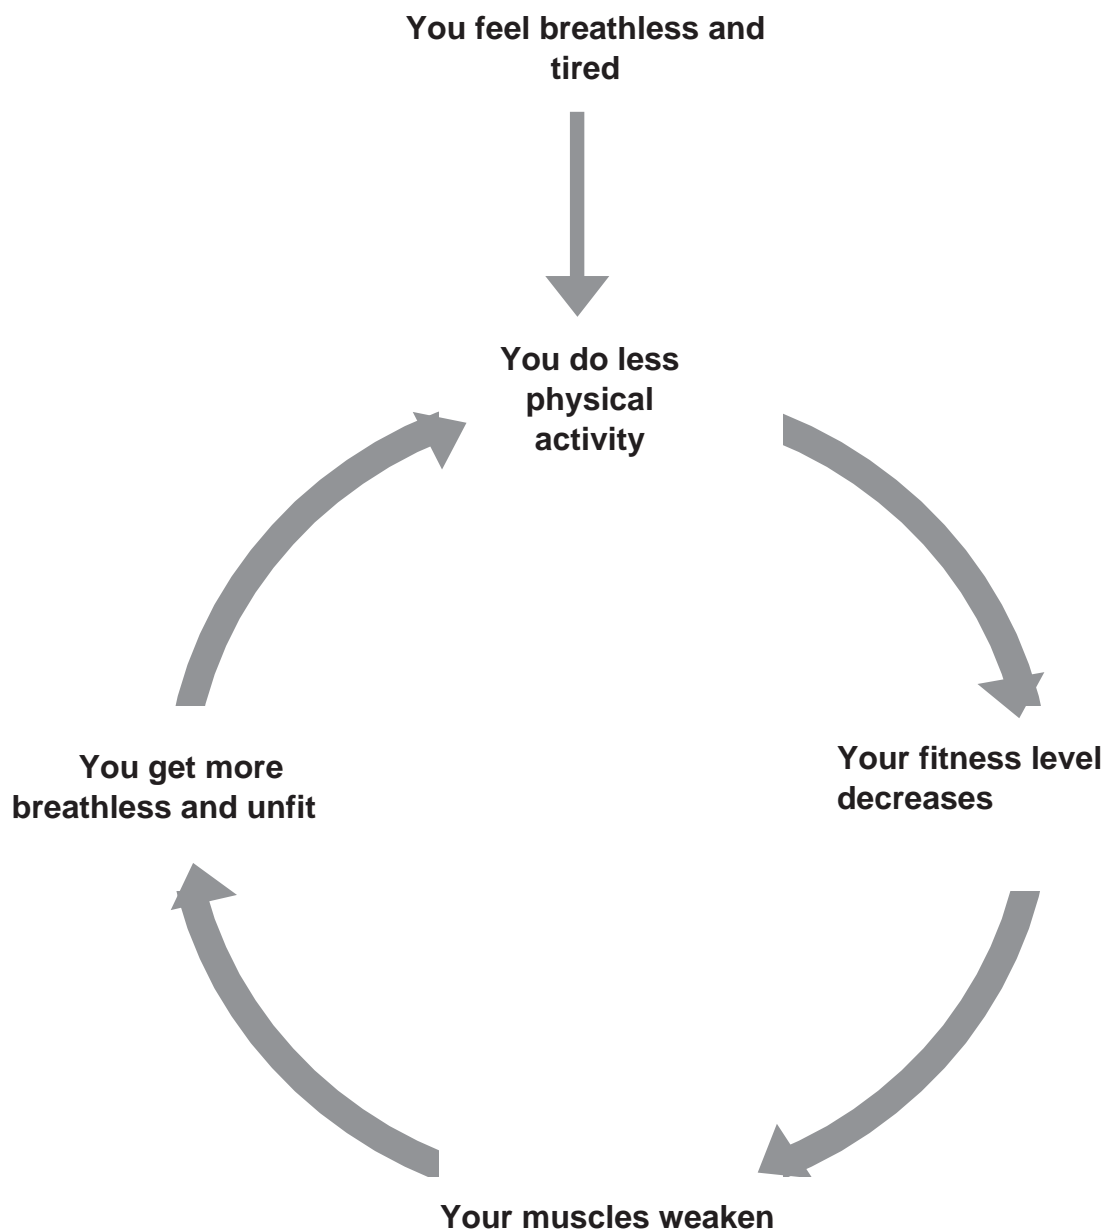 You feel breathless and
tired
You do less
physical
activity
Your fitness level
decreases
Your muscles weaken
You get more
breathless and unfit